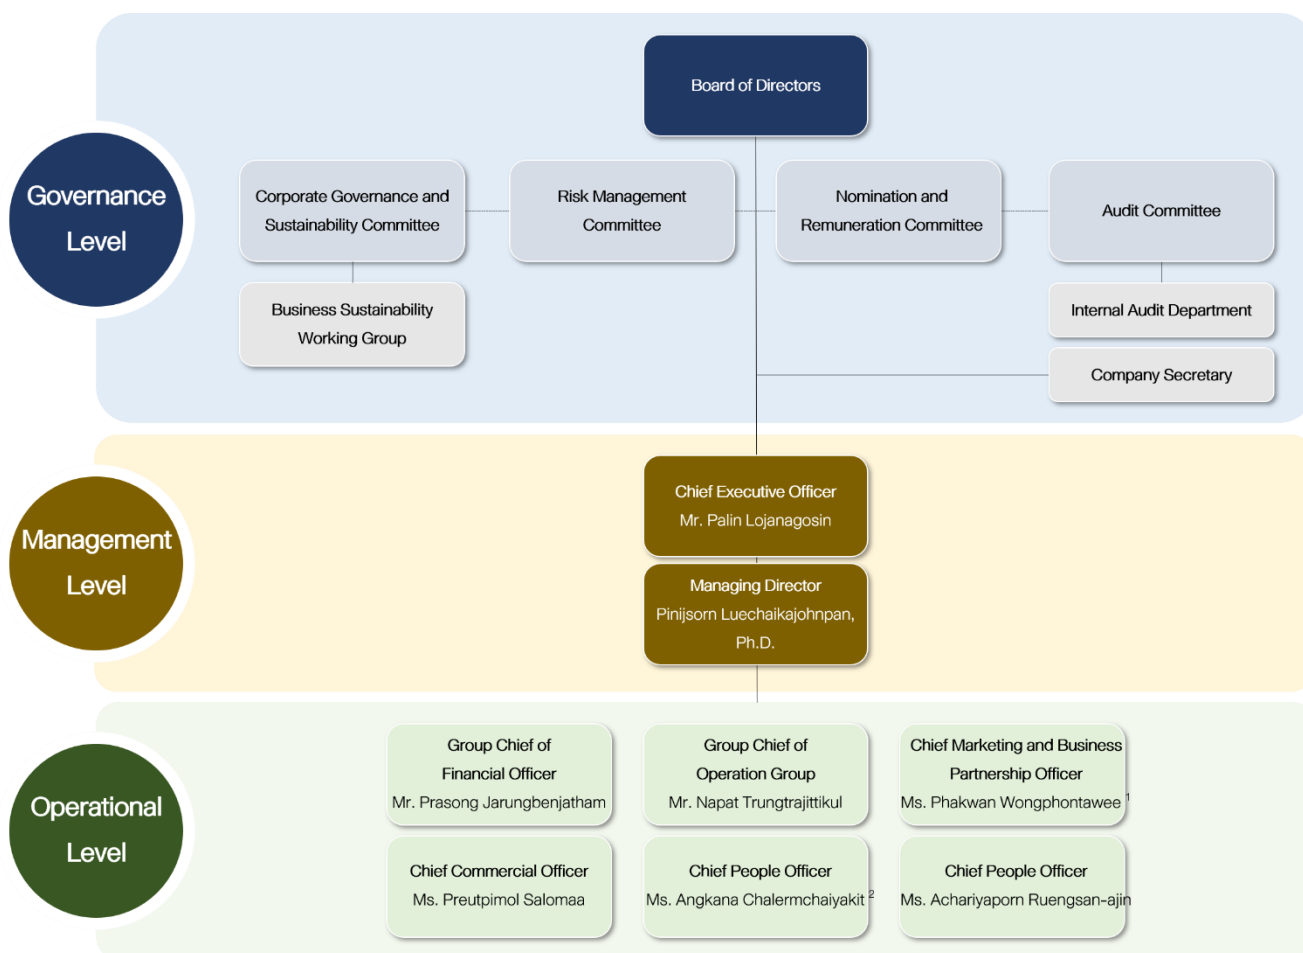 Board of Directors
Governance
Level
Corporate Governance and
Sustainability Committee
Risk Management
Committee
Nomination and
Remuneration Committee
Audit Committee
Business Sustainability
Working Group
Internal Audit Department
Company Secretary
Management
Level
Chief Executive Officer
Mr. Palin Lojanagosin
Managing Director
Pinijsorn Luechaikajohnpan,
Ph.D.
Operational
Level
Group Chief of
Financial Officer
Mr. Prasong Jarungbenjatham
Group Chief of
Operation Group
Mr. Napat Trungtrajittikul
Chief Marketing and Business
Partnership Officer
Ms. Phakwan Wongphontawee 1
Chief Commercial Officer
Ms. Preutpimol Salomaa
Chief People Officer
Ms. Angkana Chalermchaiyakit 2
Chief People Officer
Ms. Achariyaporn Ruengsan-ajin